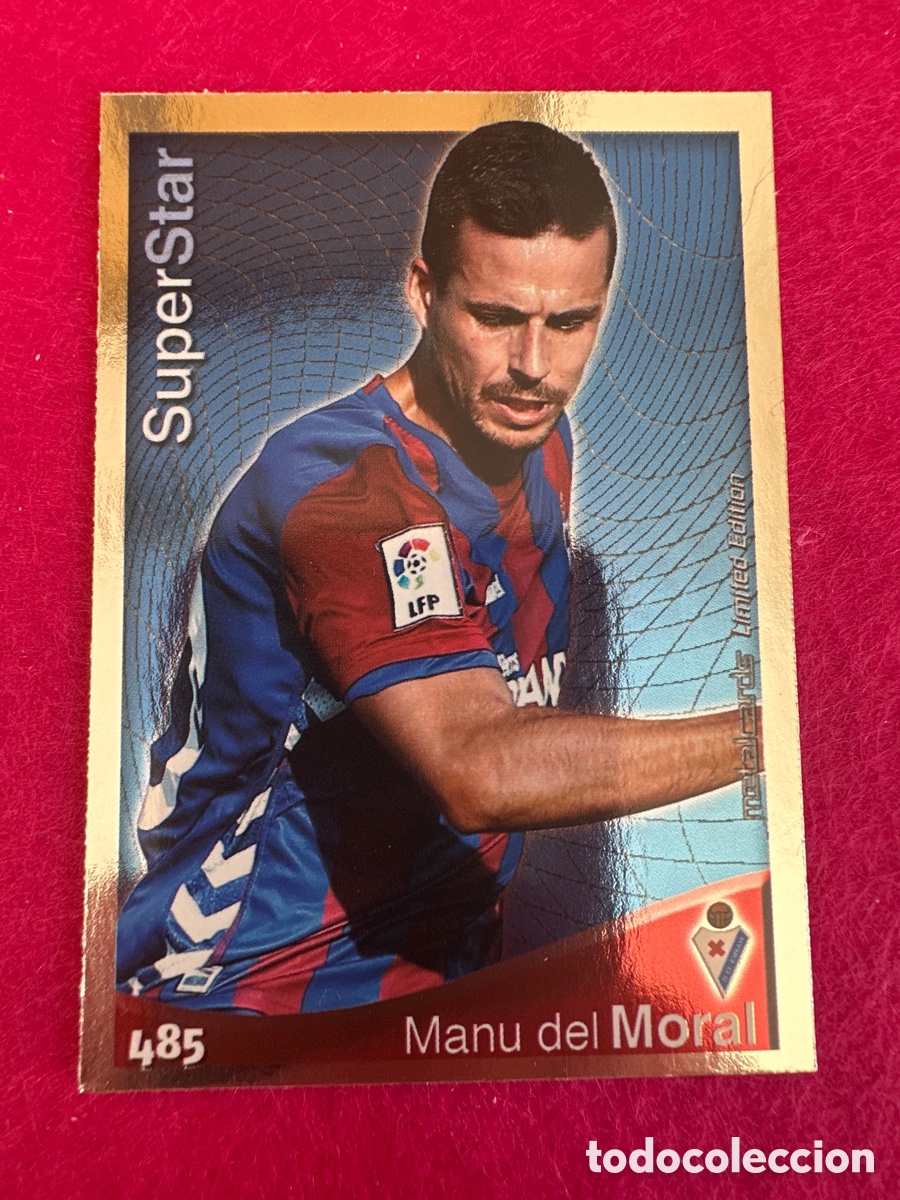 SuperStar
LFP
metalcards Limited Edition
485
Manu del Moral
todocoleccion